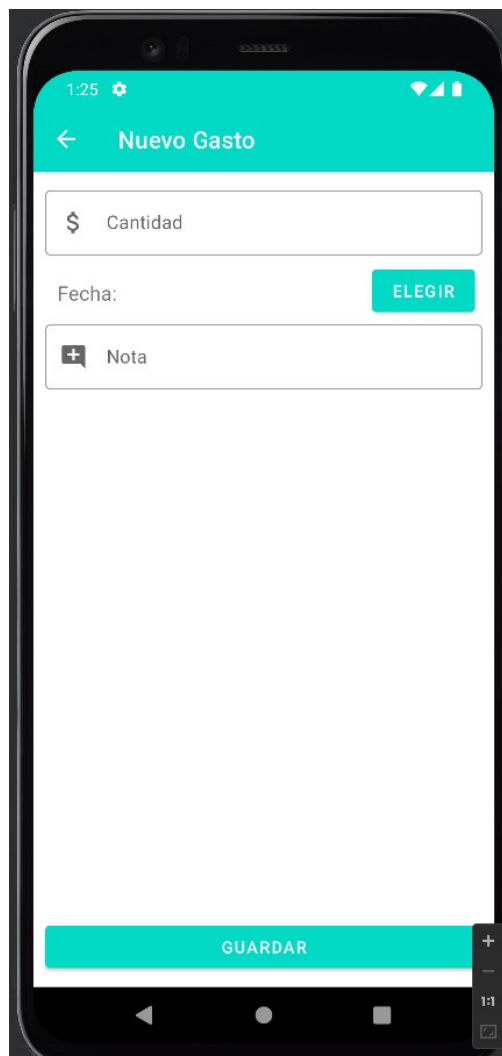 1:25
Nuevo Gasto
$ Cantidad
Fecha: ELEGIR
Nota
GUARDAR
1:1